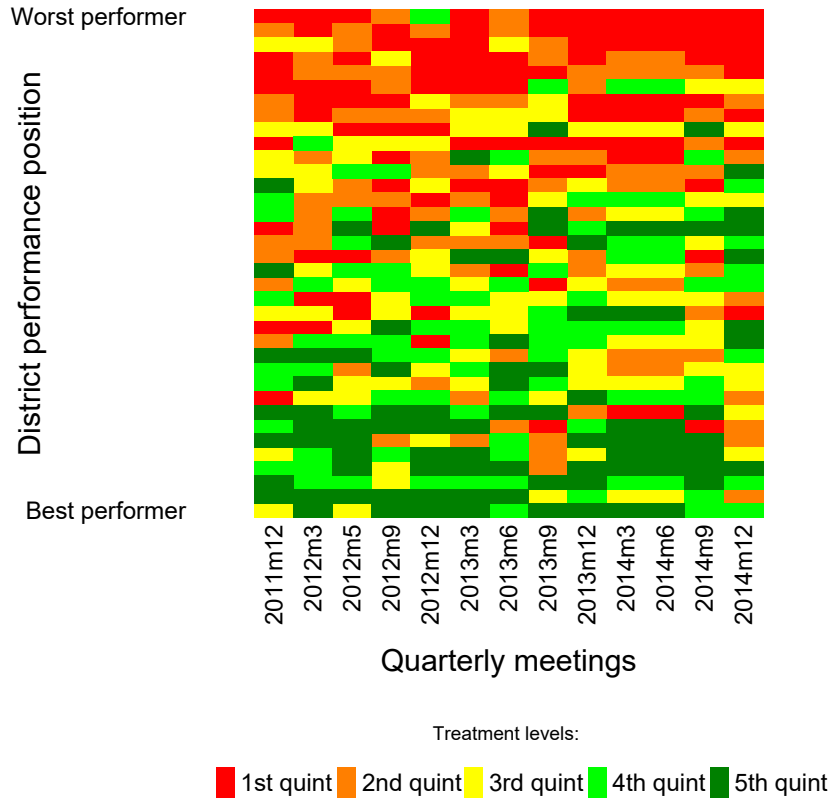 Worst performer
District performance position
Best performer
2011m12
2012m3
2012m5
2012m9
2012m12
2013m3
2013m6
2013m9
2013m12
2014m3
2014m6
2014m9
2014m12
Quarterly meetings
Treatment levels:
1st quint 2nd quint 3rd quint 4th quint 5th quint